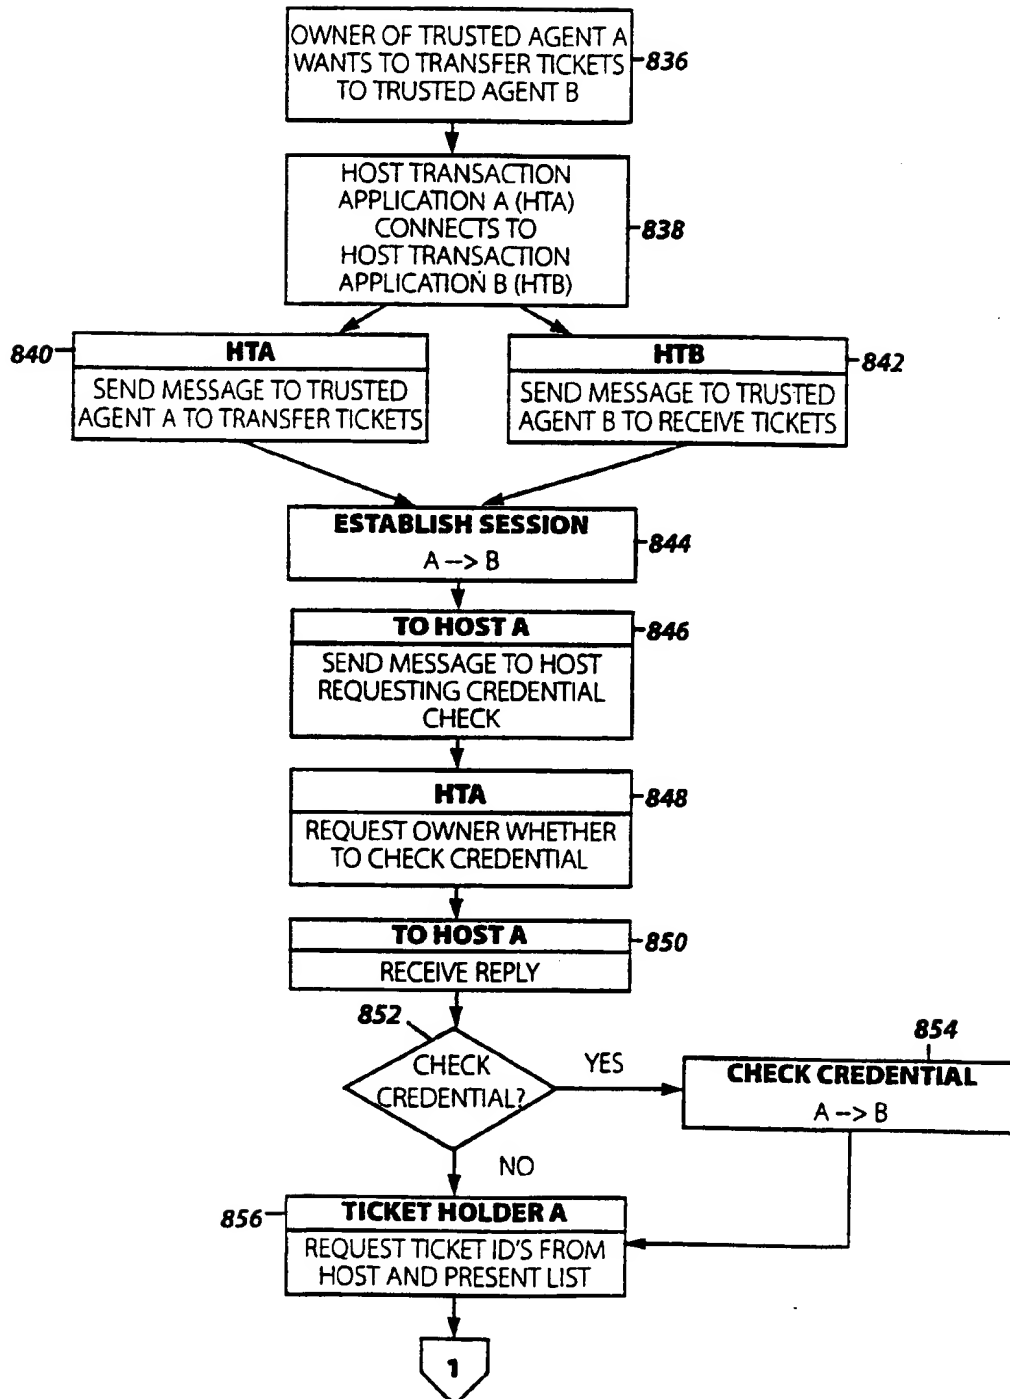 OWNER OF TRUSTED AGENT A
WANTS TO TRANSFER TICKETS
TO TRUSTED AGENT B
836
HOST TRANSACTION
APPLICATION A (HTA)
CONNECTS TO
HOST TRANSACTION
APPLICATION B (HTB)
838
840
HTA
SEND MESSAGE TO TRUSTED
AGENT A TO TRANSFER TICKETS
HTB
842
SEND MESSAGE TO TRUSTED
AGENT B TO RECEIVE TICKETS
ESTABLISH SESSION
A --> B
844
TO HOST A
846
SEND MESSAGE TO HOST
REQUESTING CREDENTIAL
CHECK
HTA
848
REQUEST OWNER WHETHER
TO CHECK CREDENTIAL
TO HOST A
850
RECEIVE REPLY
852
CHECK
CREDENTIAL?
YES
854
CHECK CREDENTIAL
A --> B
NO
856
TICKET HOLDER A
REQUEST TICKET ID'S FROM
HOST AND PRESENT LIST
1